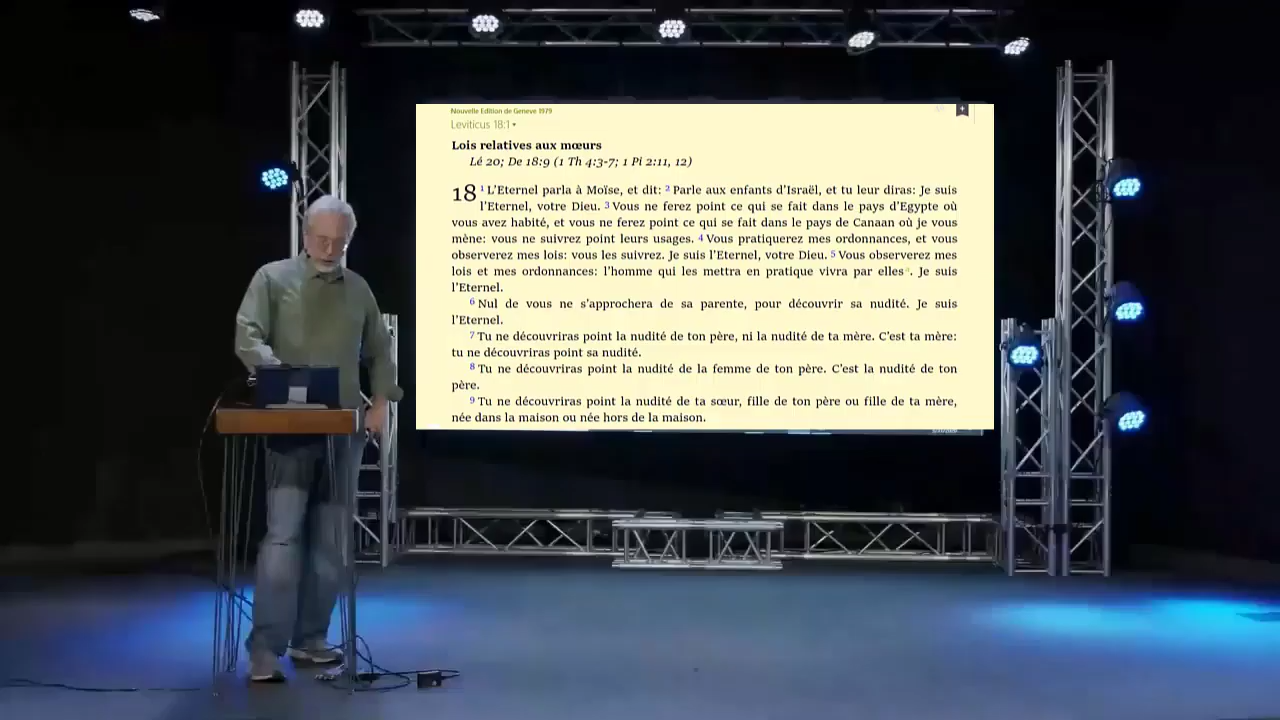 Nouvelle Edition de Geneve 1979
Leviticus 18:1
Lois relatives aux mœurs
Lé 20; De 18:9 (1 Th 4:3-7; 1 Pi 2:11, 12)
18 1 L'Eternel parla à Moïse, et dit: 2 Parle aux enfants d'Israël, et tu leur diras: Je suis
l'Eternel, votre Dieu. 3 Vous ne ferez point ce qui se fait dans le pays d'Egypte où
vous avez habité, et vous ne ferez point ce qui se fait dans le pays de Canaan où je vous
mène: vous ne suivrez point leurs usages. 4 Vous pratiquerez mes ordonnances, et vous
observerez mes lois: vous les suivrez. Je suis l'Eternel, votre Dieu. 5 Vous observerez mes
lois et mes ordonnances: l'homme qui les mettra en pratique vivra par elles. Je suis
l'Eternel.
6 Nul de vous ne s'approchera de sa parente, pour découvrir sa nudité. Je suis
l'Eternel.
7 Tu ne découvriras point la nudité de ton père, ni la nudité de ta mère. C'est ta mère:
tu ne découvriras point sa nudité.
8 Tu ne découvriras point la nudité de la femme de ton père. C'est la nudité de ton
père.
9 Tu ne découvriras point la nudité de ta sœur, fille de ton père ou fille de ta mère,
née dans la maison ou née hors de la maison.